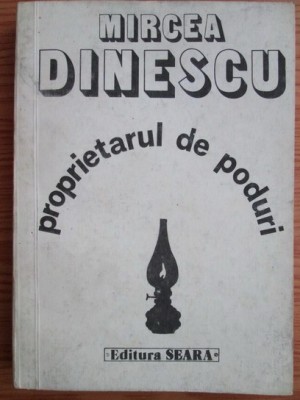 MIRCEA
DINESCU
proprietarul de poduri
Editura SEARA